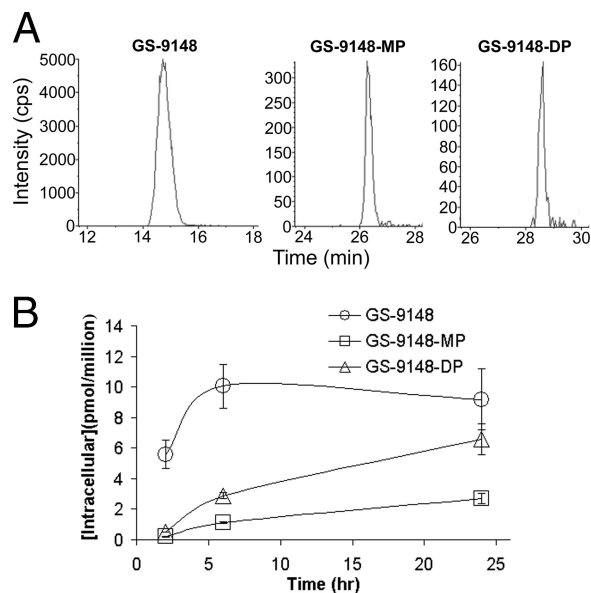 A
GS-9148
GS-9148-MP
GS-9148-DP
Intensity (cps)
5000
4000
3000
2000
1000
0
12 14 16 18
300
250
200
150
100
50
0
24 26 28
160
140
120
100
80
60
40
20
0
26 28 30
Time (min)
B
GS-9148
GS-9148-MP
GS-9148-DP
[Intracellular](pmol/million)
14
12
10
8
6
4
2
0
0 5 10 15 20 25
Time (hr)